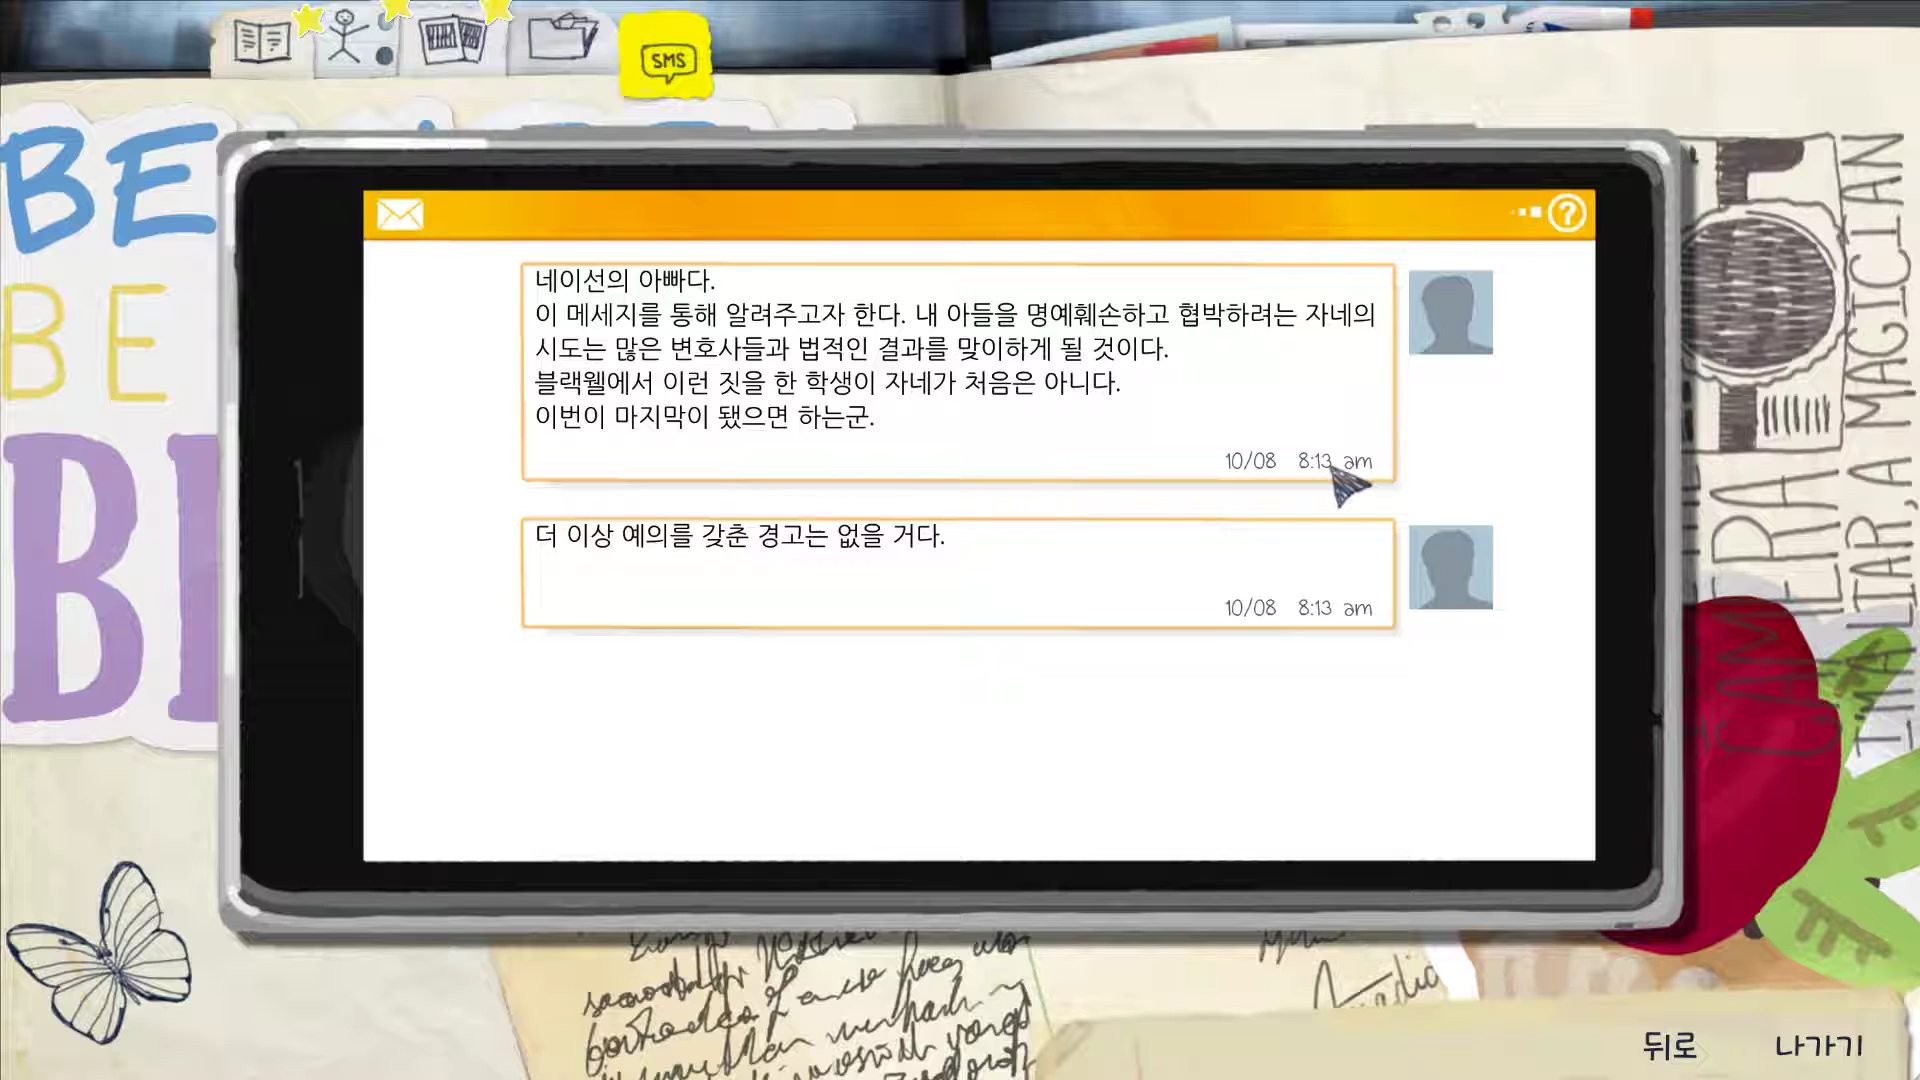 SMS
BE
BE
네이선의 아빠다.
이 메세지를 통해 알려주고자 한다. 내 아들을 명예훼손하고 협박하려는 자네의
시도는 많은 변호사들과 법적인 결과를 맞이하게 될 것이다.
블랙웰에서 이런 짓을 한 학생이 자네가 처음은 아니다.
이번이 마지막이 됐으면 하는군.
10/08 8:13 am
더 이상 예의를 갖춘 경고는 없을 거다.
10/08 8:13 am
A MAGICIAN
LIAR,
뒤로
나가기